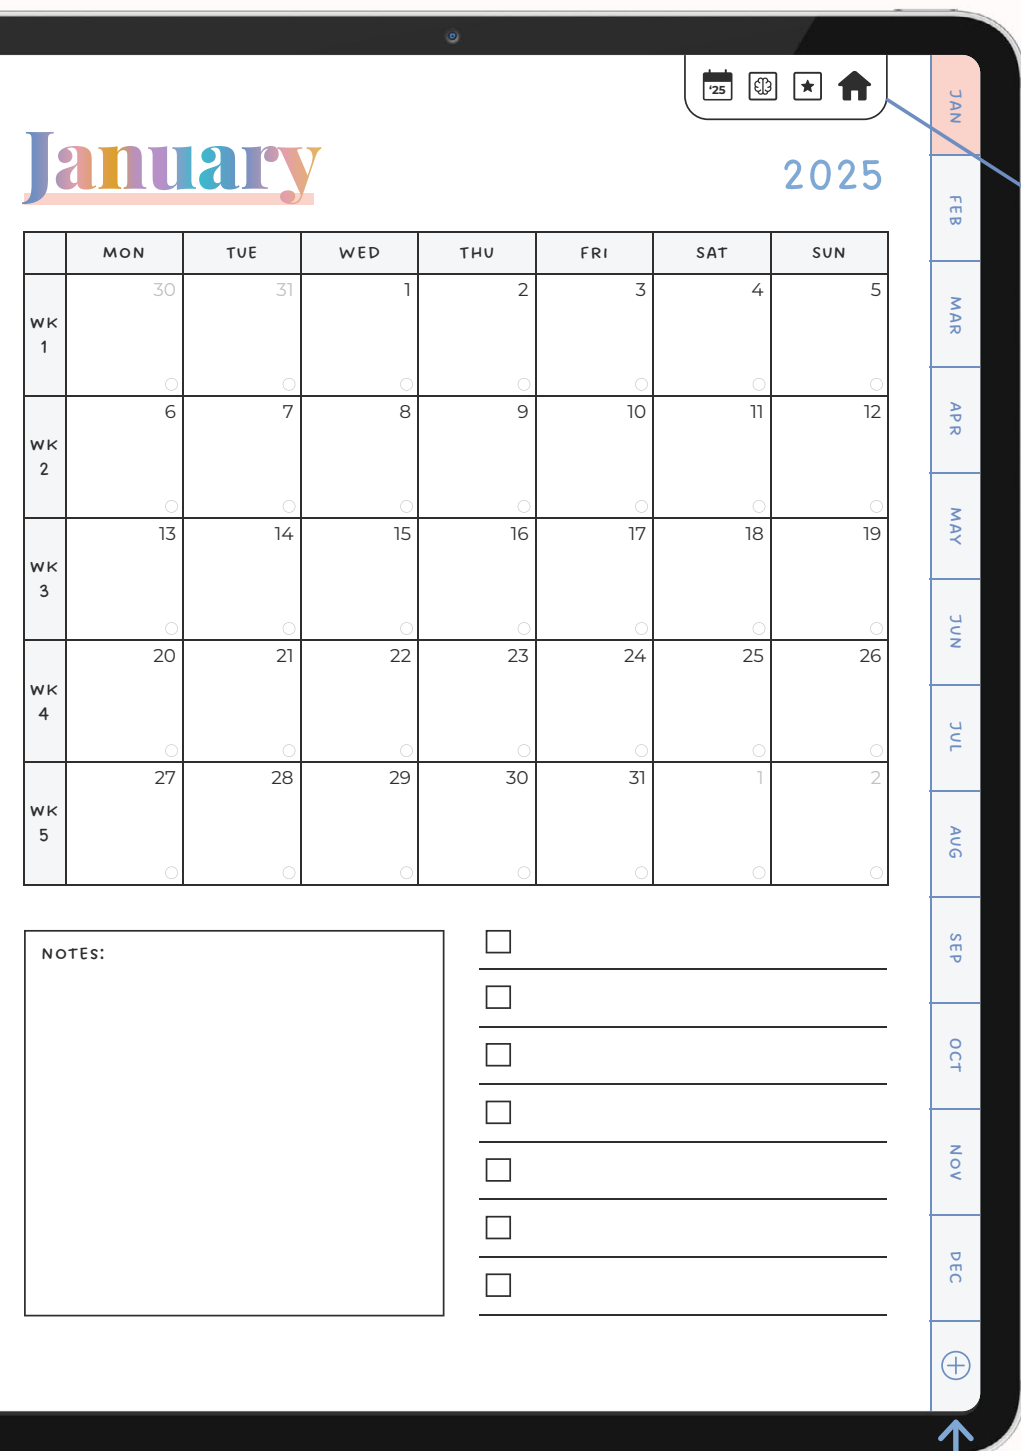 '25
January
2025
MON TUE WED THU FRI SAT SUN
WK 1
30 31 1 2 3 4 5
WK 2
6 7 8 9 10 11 12
WK 3
13 14 15 16 17 18 19
WK 4
20 21 22 23 24 25 26
WK 5
27 28 29 30 31 1 2
NOTES:
JAN
FEB
MAR
APR
MAY
JUN
JUL
AUG
SEP
OCT
NOV
DEC